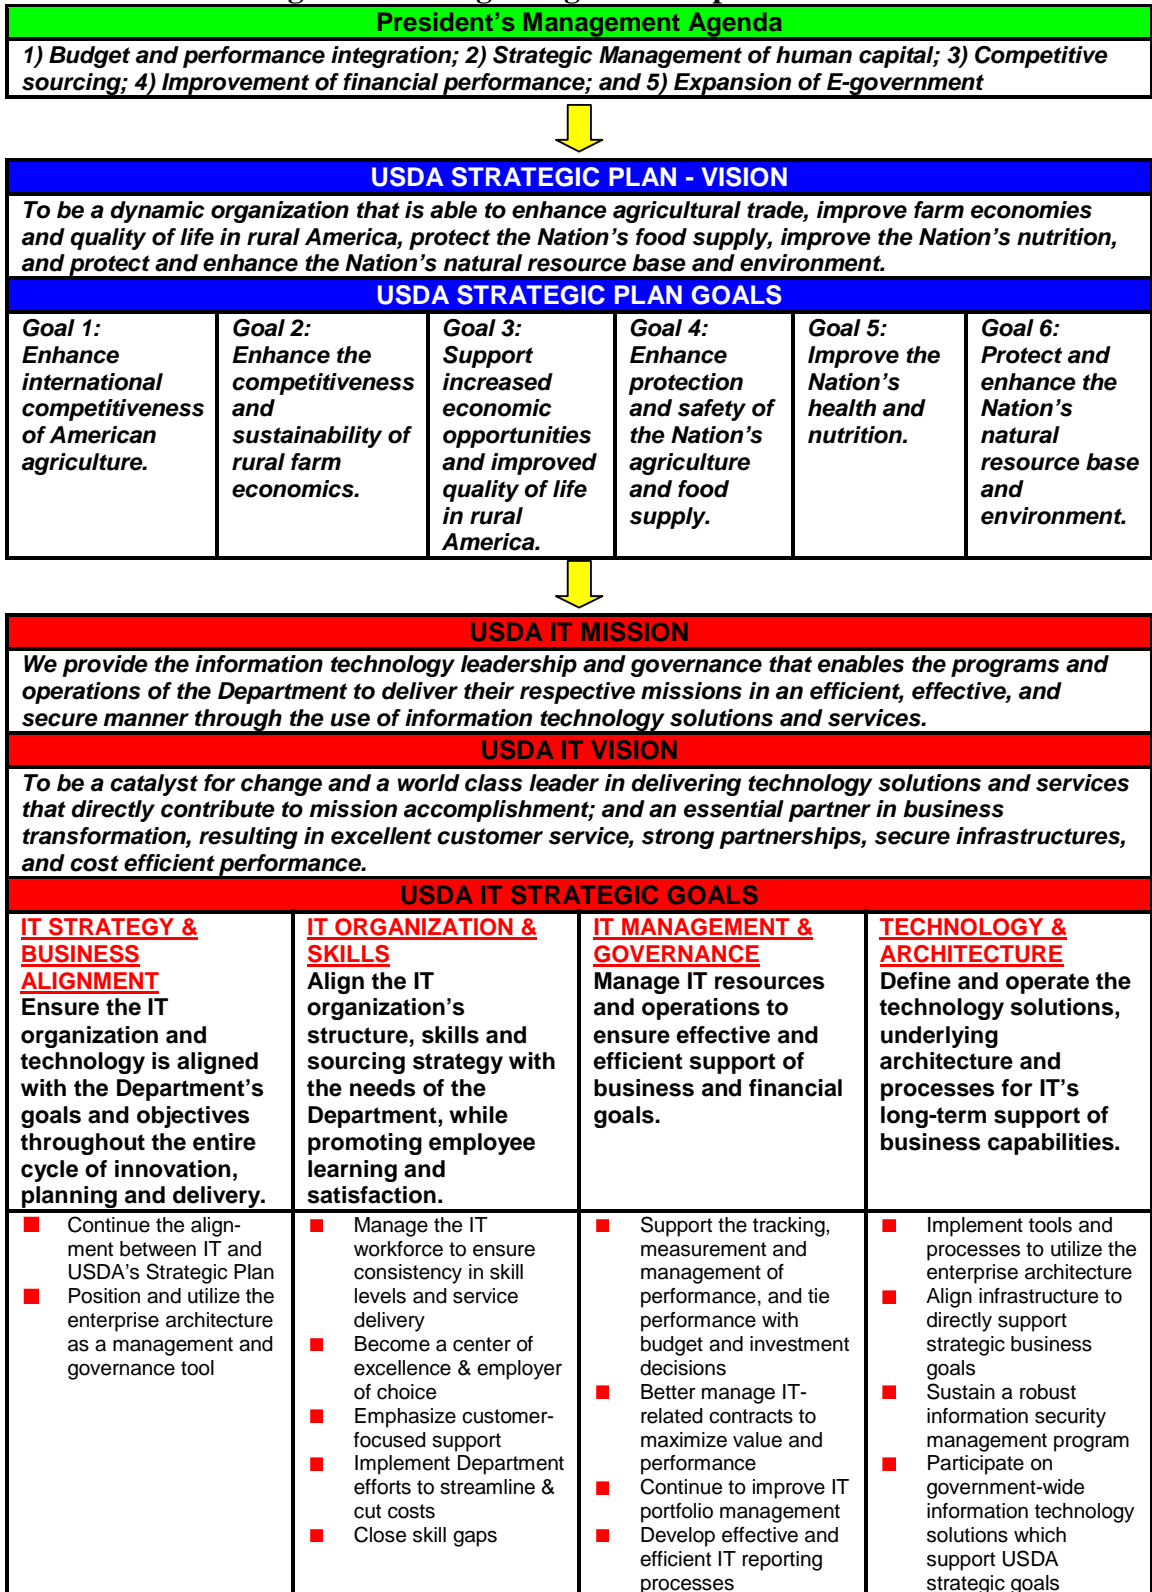 President's Management Agenda
1) Budget and performance integration; 2) Strategic Management of human capital; 3) Competitive
sourcing; 4) Improvement of financial performance; and 5) Expansion of E-government
USDA STRATEGIC PLAN - VISION
To be a dynamic organization that is able to enhance agricultural trade, improve farm economies
and quality of life in rural America, protect the Nation's food supply, improve the Nation's nutrition,
and protect and enhance the Nation's natural resource base and environment.
USDA STRATEGIC PLAN GOALS
Goal 1:
Enhance
international
competitiveness
of American
agriculture.
Goal 2:
Enhance the
competitiveness
and
sustainability of
rural farm
economics.
Goal 3:
Support
increased
economic
opportunities
and improved
quality of life
in rural
America.
Goal 4:
Enhance
protection
and safety of
the Nation's
agriculture
and food
supply.
Goal 5:
Improve the
Nation's
health and
nutrition.
Goal 6:
Protect and
enhance the
Nation's
natural
resource base
and
environment.
USDA IT MISSION
We provide the information technology leadership and governance that enables the programs and
operations of the Department to deliver their respective missions in an efficient, effective, and
secure manner through the use of information technology solutions and services.
USDA IT VISION
To be a catalyst for change and a world class leader in delivering technology solutions and services
that directly contribute to mission accomplishment; and an essential partner in business
transformation, resulting in excellent customer service, strong partnerships, secure infrastructures,
and cost efficient performance.
USDA IT STRATEGIC GOALS
IT STRATEGY &
BUSINESS
ALIGNMENT
Ensure the IT
organization and
technology is aligned
with the Department's
goals and objectives
throughout the entire
cycle of innovation,
planning and delivery.
IT ORGANIZATION &
SKILLS
Align the IT
organization's
structure, skills and
sourcing strategy with
the needs of the
Department, while
promoting employee
learning and
satisfaction.
IT MANAGEMENT &
GOVERNANCE
Manage IT resources
and operations to
ensure effective and
efficient support of
business and financial
goals.
TECHNOLOGY &
ARCHITECTURE
Define and operate the
technology solutions,
underlying
architecture and
processes for IT's
long-term support of
business capabilities.
Continue the align-
ment between IT and
USDA's Strategic Plan
Position and utilize the
enterprise architecture
as a management and
governance tool
Manage the IT
workforce to ensure
consistency in skill
levels and service
delivery
Become a center of
excellence & employer
of choice
Emphasize customer-
focused support
Implement Department
efforts to streamline &
cut costs
Close skill gaps
Support the tracking,
measurement and
management of
performance, and tie
performance with
budget and investment
decisions
Better manage IT-
related contracts to
maximize value and
performance
Continue to improve IT
portfolio management
Develop effective and
efficient IT reporting
processes
Implement tools and
processes to utilize the
enterprise architecture
Align infrastructure to
directly support
strategic business
goals
Sustain a robust
information security
management program
Participate on
government-wide
information technology
solutions which
support USDA
strategic goals